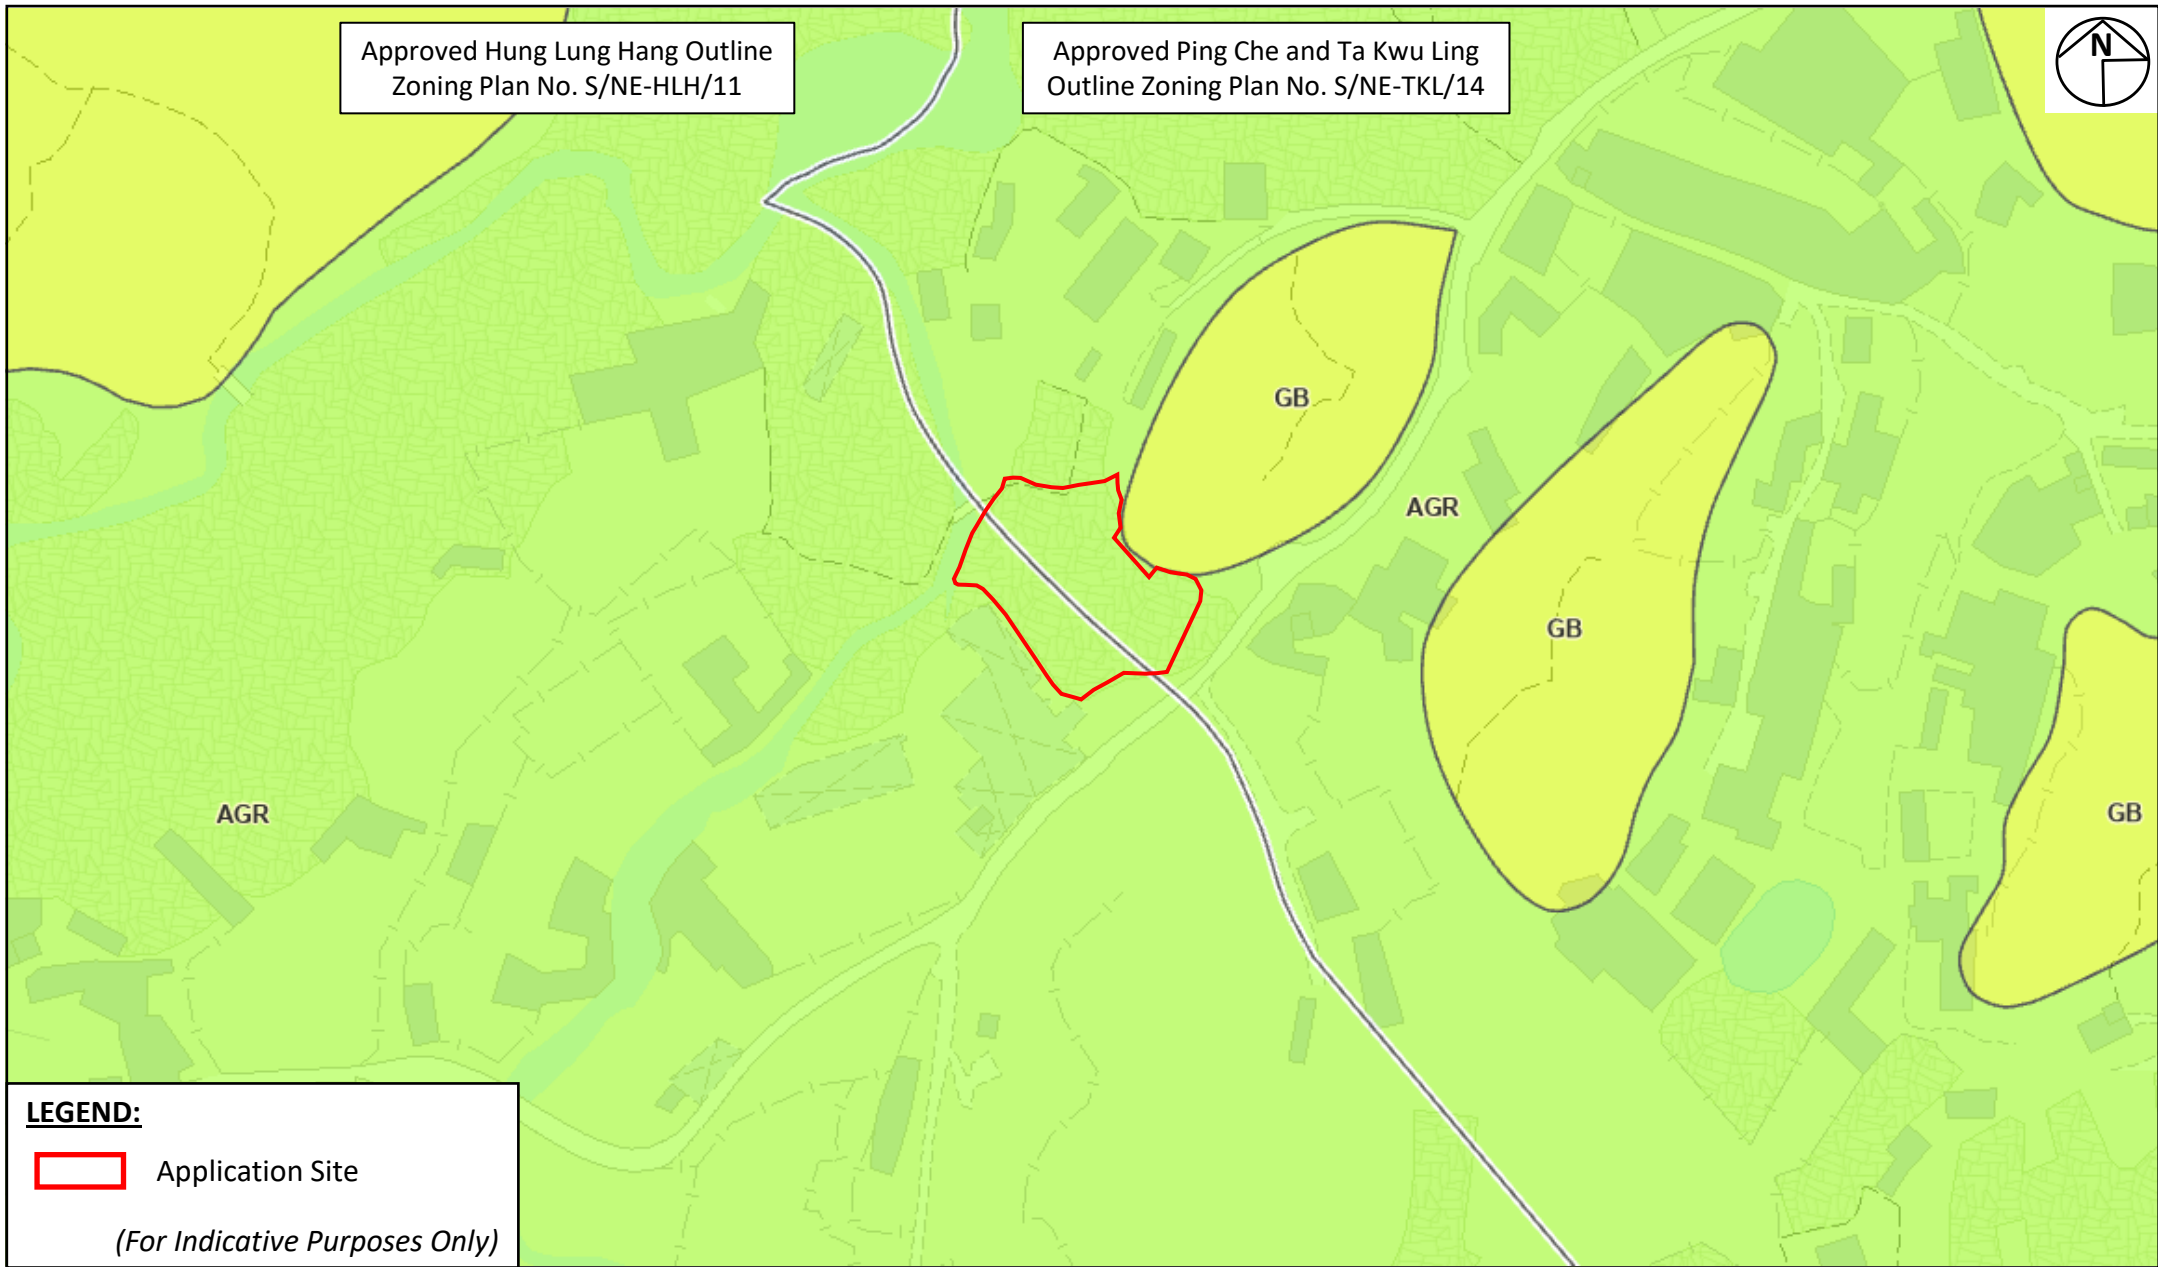 Approved Hung Lung Hang Outline
Zoning Plan No. S/NE-HLH/11
Approved Ping Che and Ta Kwu Ling
Outline Zoning Plan No. S/NE-TKL/14
N
GB
AGR
GB
AGR
GB
LEGEND:
Application Site
(For Indicative Purposes Only)